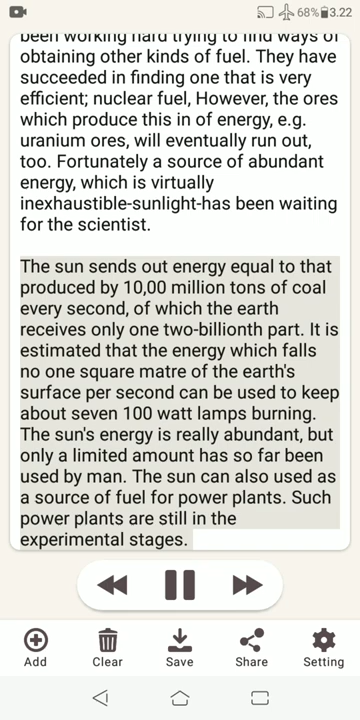 68% 3.22
been working hard trying to find ways of
obtaining other kinds of fuel. They have
succeeded in finding one that is very
efficient; nuclear fuel, However, the ores
which produce this in of energy, e.g.
uranium ores, will eventually run out,
too. Fortunately a source of abundant
energy, which is virtually
inexhaustible-sunlight-has been waiting
for the scientist.
The sun sends out energy equal to that
produced by 10,00 million tons of coal
every second, of which the earth
receives only one two-billionth part. It is
estimated that the energy which falls
no one square matre of the earth's
surface per second can be used to keep
about seven 100 watt lamps burning.
The sun's energy is really abundant, but
only a limited amount has so far been
used by man. The sun can also used as
a source of fuel for power plants. Such
power plants are still in the
experimental stages.
Add Clear Save Share Setting